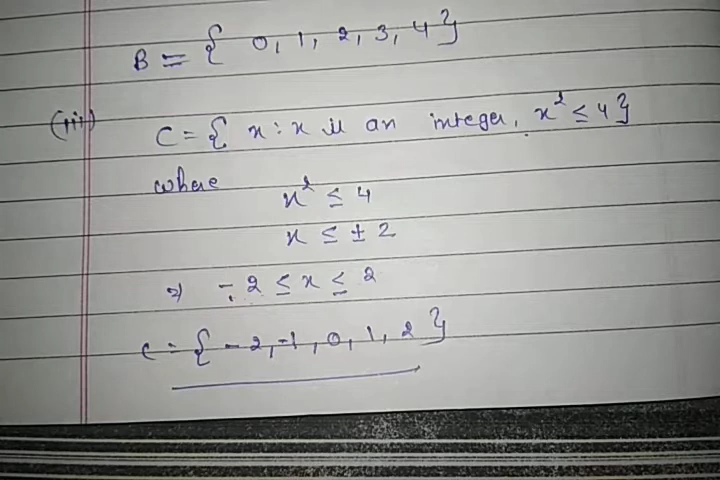 B = { 0, 1, 2, 3, 4 }
(iii) C = { x : x is an integer, x² ≤ 4 }
where
x² ≤ 4
x ≤ ± 2
⇒ -2 ≤ x ≤ 2
C = { -2, -1, 0, 1, 2 }